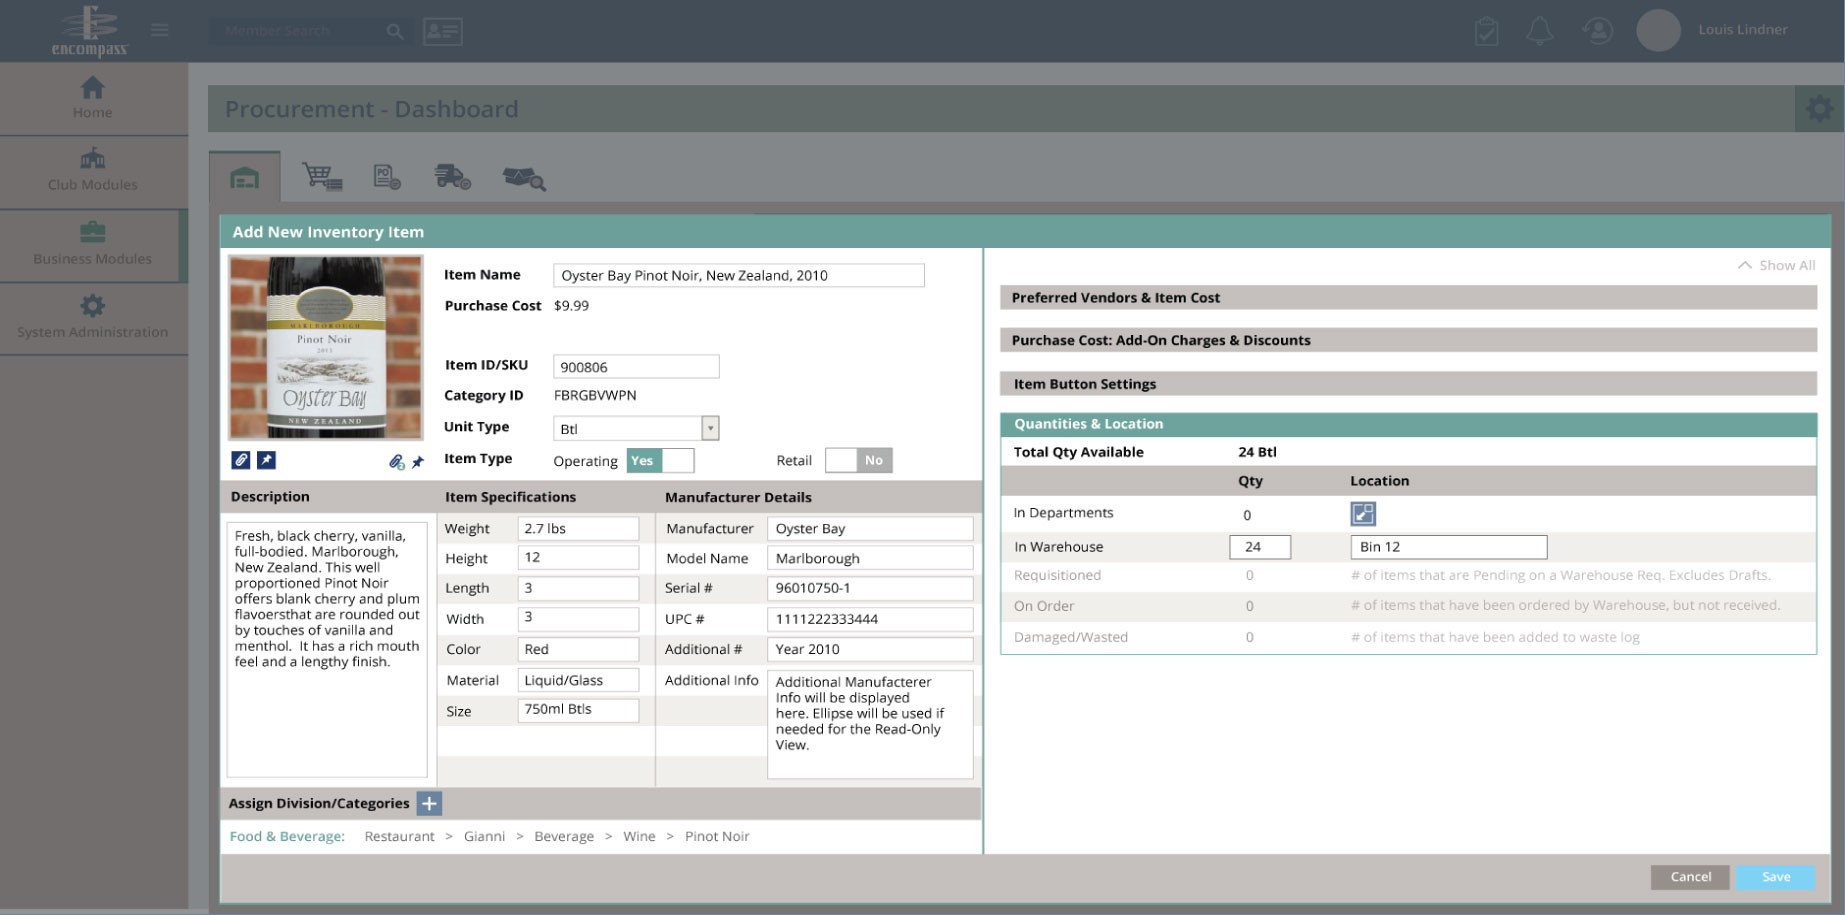 encompass
Member Search
Louis Lindner
Home
Club Modules
Business Modules
System Administration
Procurement - Dashboard
PO
Add New Inventory Item
MARLBOROUGH
Pinot Noir
Oyster Bay
NEW ZEALAND
Item Name Oyster Bay Pinot Noir, New Zealand, 2010
Purchase Cost $9.99
Item ID/SKU 900806
Category ID FBRGBVWPN
Unit Type Btl
Item Type Operating Yes Retail No
Description
Fresh, black cherry, vanilla,
full-bodied. Marlborough,
New Zealand. This well
proportioned Pinot Noir
offers blank cherry and plum
flavoersthat are rounded out
by touches of vanilla and
menthol. It has a rich mouth
feel and a lengthy finish.
Item Specifications
Weight 2.7 lbs
Height 12
Length 3
Width 3
Color Red
Material Liquid/Glass
Size 750ml Btls
Manufacturer Details
Manufacturer Oyster Bay
Model Name Marlborough
Serial # 96010750-1
UPC # 1111222333444
Additional # Year 2010
Additional Info Additional Manufacterer
Info will be displayed
here. Ellipse will be used if
needed for the Read-Only
View.
Assign Division/Categories +
Food & Beverage: Restaurant > Gianni > Beverage > Wine > Pinot Noir
Show All
Preferred Vendors & Item Cost
Purchase Cost: Add-On Charges & Discounts
Item Button Settings
Quantities & Location
Total Qty Available 24 Btl
Qty Location
In Departments 0
In Warehouse 24 Bin 12
Requisitioned 0 # of items that are Pending on a Warehouse Req. Excludes Drafts.
On Order 0 # of items that have been ordered by Warehouse, but not received.
Damaged/Wasted 0 # of items that have been added to waste log
Cancel Save